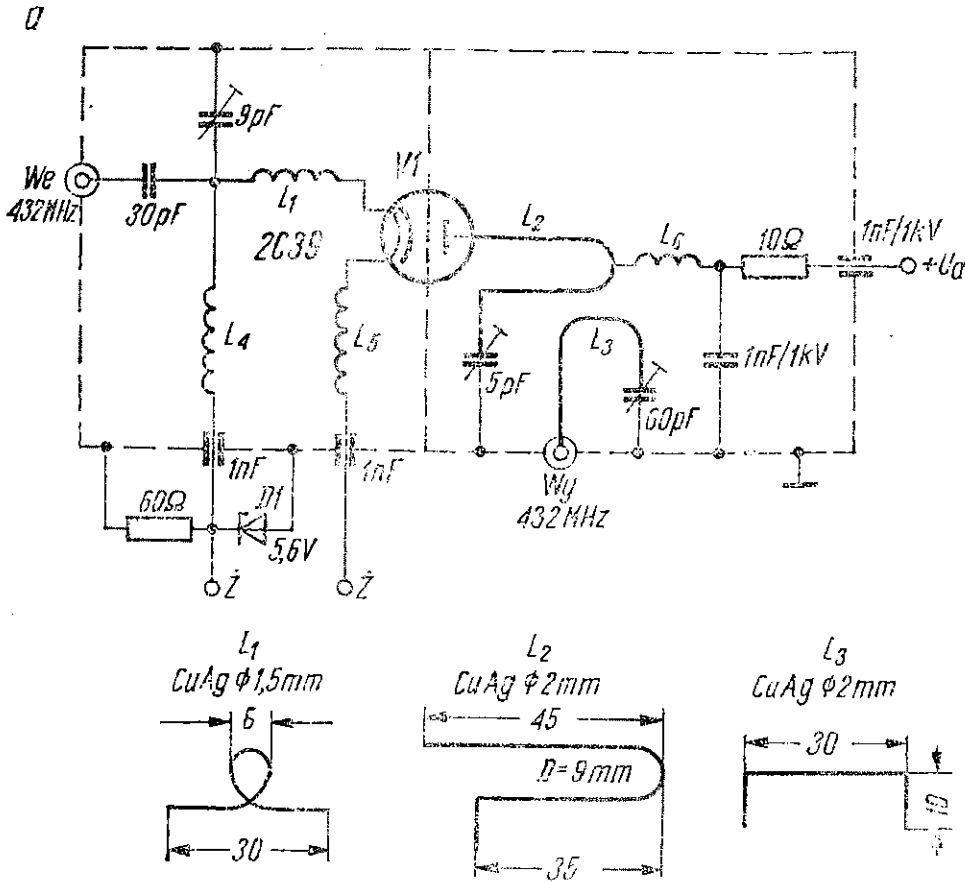 a
9pF
We
432MHz
30pF
L1
2C39
V1
L2
L6
10Ω
1nF/1kV
+Ua
L4
L5
L3
5pF
60pF
1nF/1kV
1nF
1nF
60Ω
D1
5,6V
Wy
432MHz
Ż
Ż
L1
CuAg ϕ1,5mm
6
30
L2
CuAg ϕ2mm
45
D=9mm
35
L3
CuAg ϕ2mm
30
10